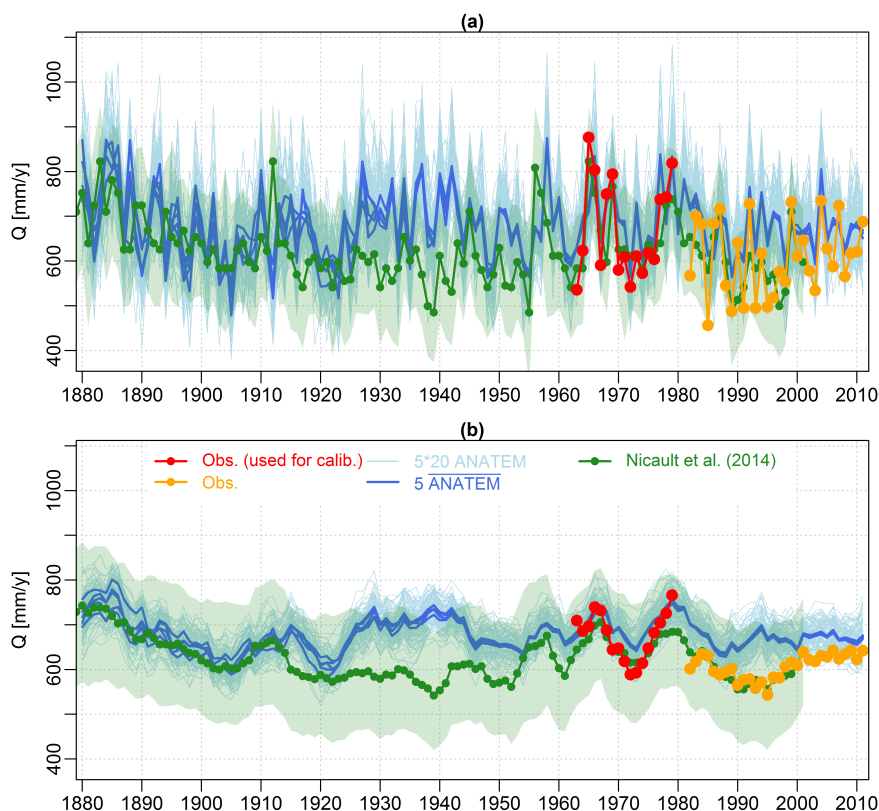 (a)
Q [mm/y]
1000
800
600
400
1880 1890 1900 1910 1920 1930 1940 1950 1960 1970 1980 1990 2000 2010
(b)
Obs. (used for calib.)
5*20 ANATEM
Nicault et al. (2014)
Obs.
5 ANATEM
Q [mm/y]
1000
800
600
400
1880 1890 1900 1910 1920 1930 1940 1950 1960 1970 1980 1990 2000 2010